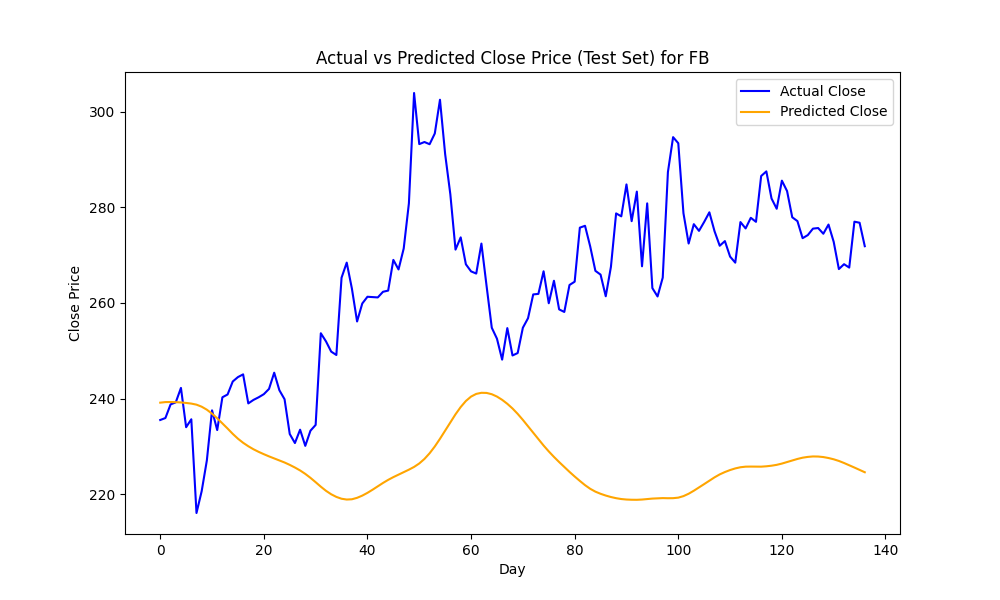 Actual vs Predicted Close Price (Test Set) for FB
Actual Close
Predicted Close
300
280
260
240
220
Close Price
0 20 40 60 80 100 120 140
Day